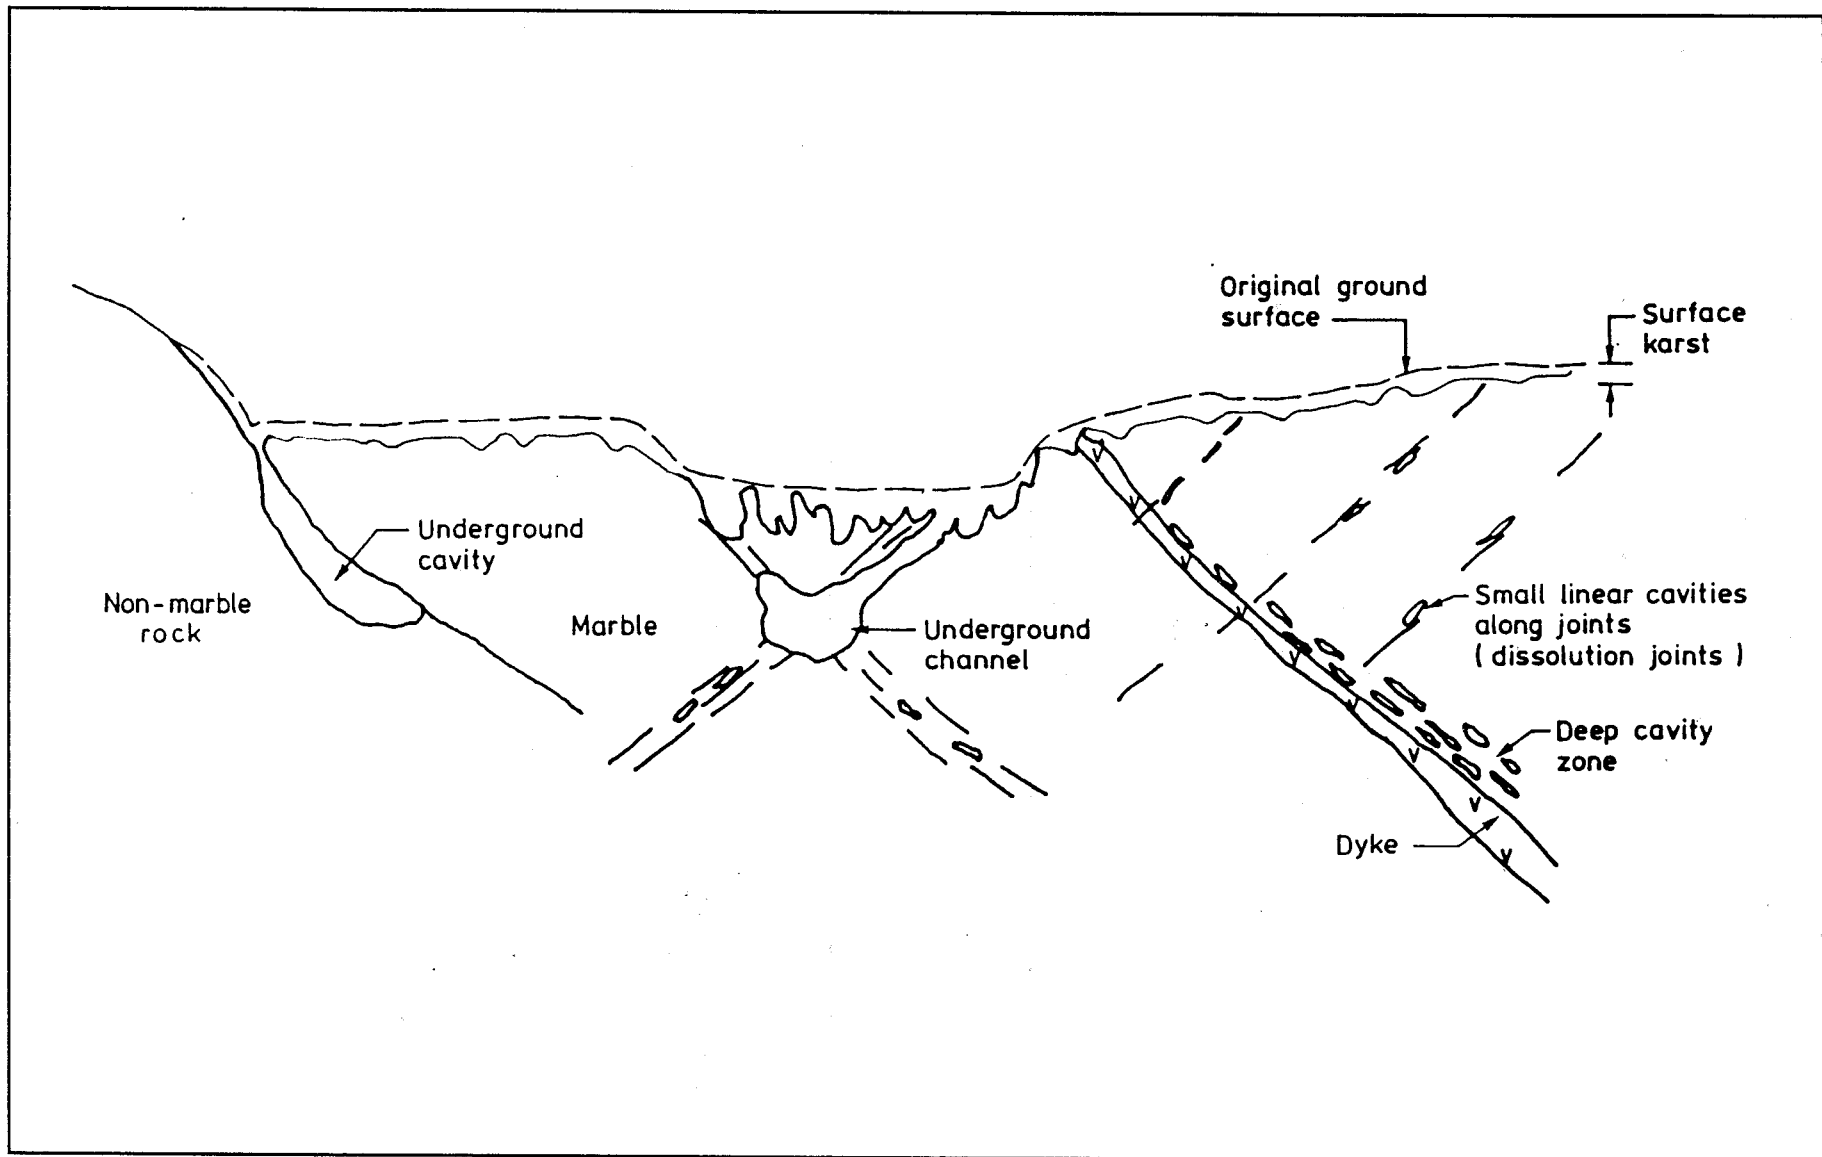 Original ground
surface
Surface
karst
Underground
cavity
Non-marble
rock
Marble
Underground
channel
Small linear cavities
along joints
( dissolution joints )
Deep cavity
zone
Dyke